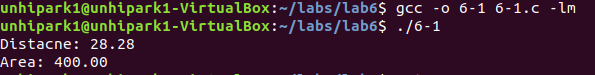 unhipark1@unhipark1-VirtualBox:~/labs/lab6$ gcc -o 6-1 6-1.c -lm
unhipark1@unhipark1-VirtualBox:~/labs/lab6$ ./6-1
Distacne: 28.28
Area: 400.00